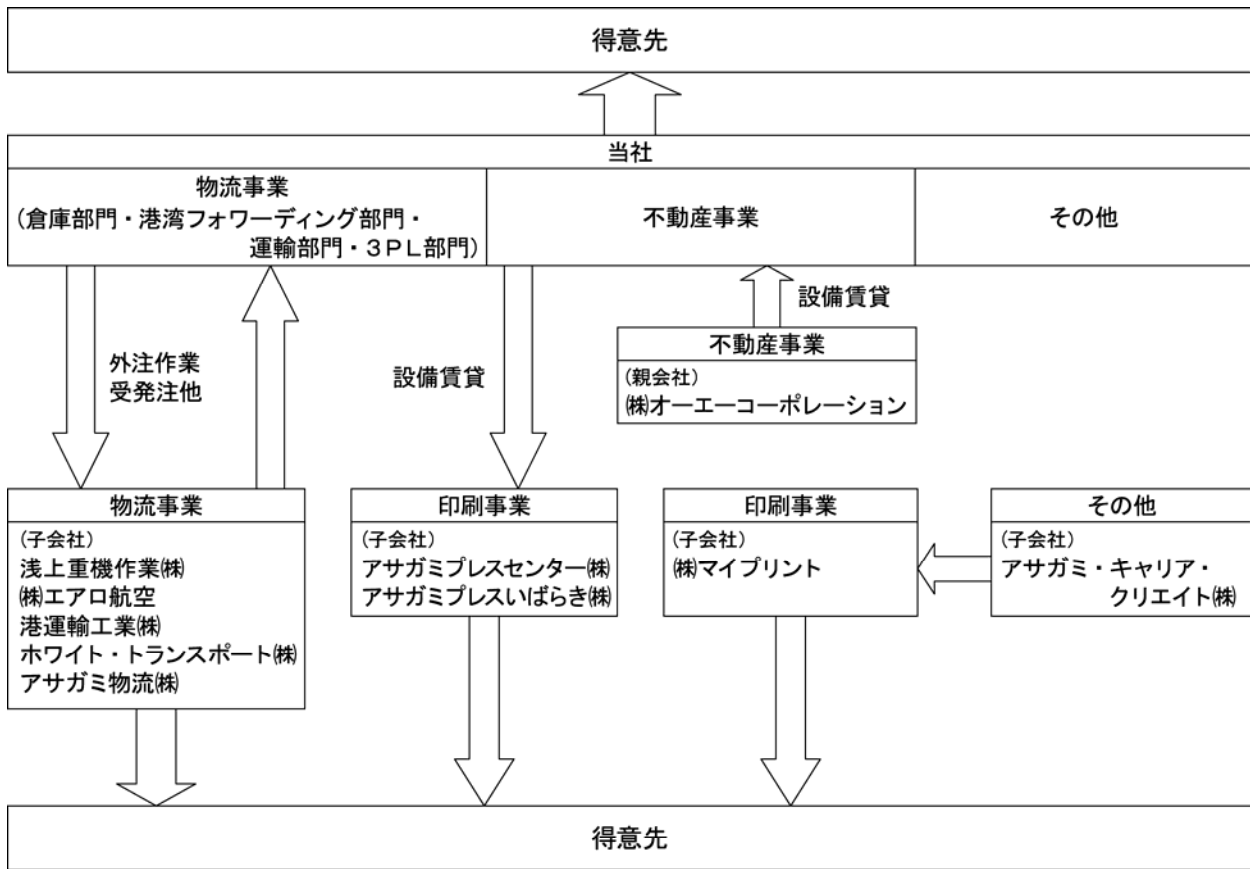 得意先
当社
物流事業
(倉庫部門・港湾フォワーディング部門・
運輸部門・3PL部門)
不動産事業
その他
外注作業
受発注他
設備賃貸
設備賃貸
不動産事業
(親会社)
㈱オーエーコーポレーション
物流事業
(子会社)
浅上重機作業㈱
㈱エアロ航空
港運輸工業㈱
ホワイト・トランスポート㈱
アサガミ物流㈱
印刷事業
(子会社)
アサガミプレスセンター㈱
アサガミプレスいばらき㈱
印刷事業
(子会社)
㈱マイプリント
その他
(子会社)
アサガミ・キャリア・
クリエイト㈱
得意先